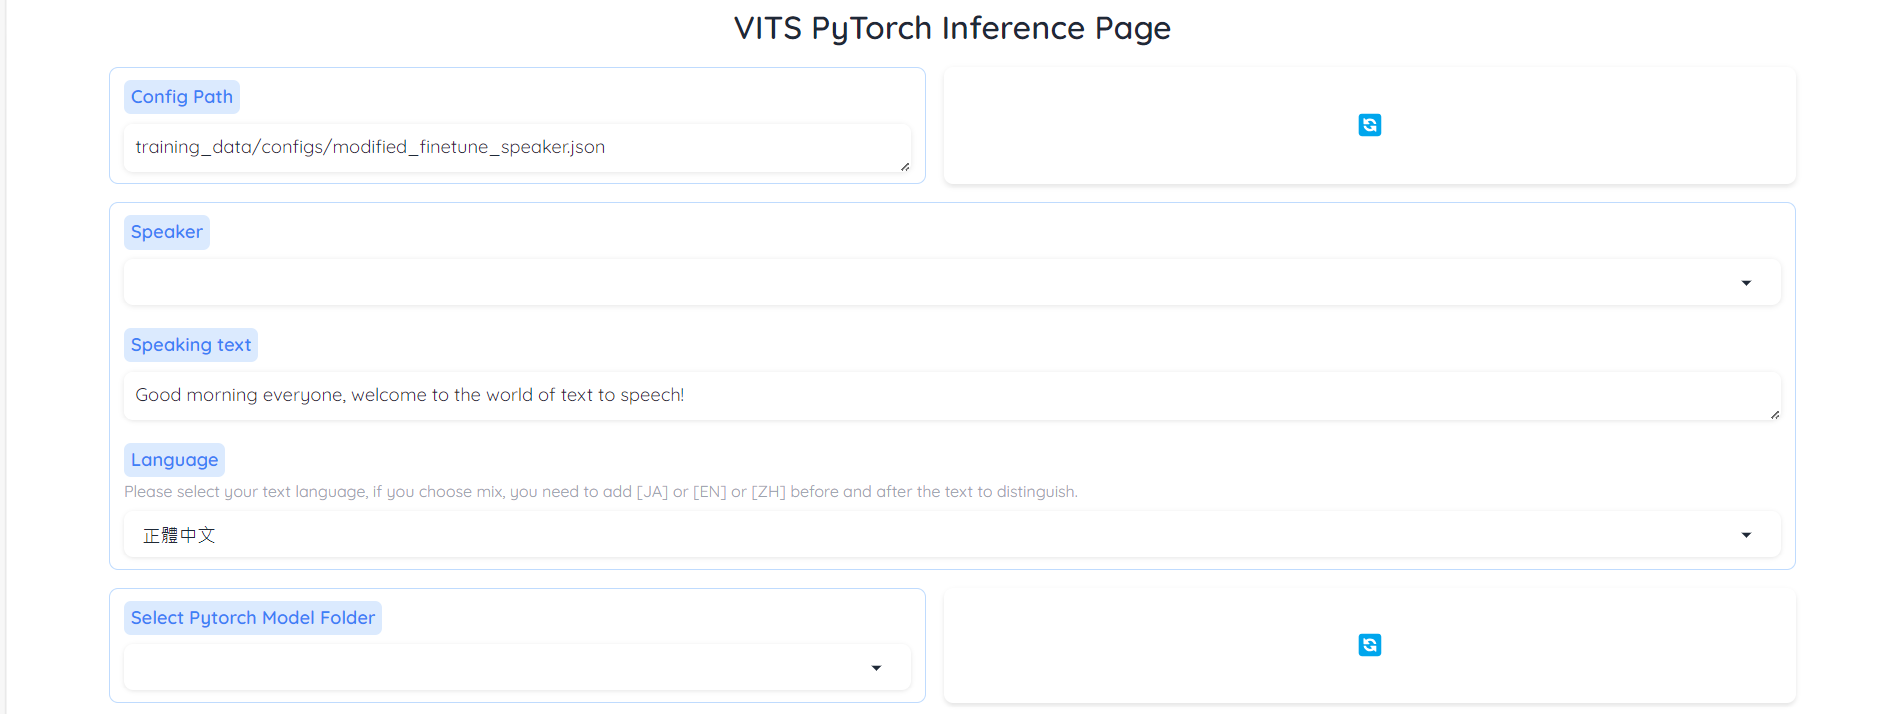 VITS PyTorch Inference Page
Config Path
training_data/configs/modified_finetune_speaker.json
Speaker
Speaking text
Good morning everyone, welcome to the world of text to speech!
Language
Please select your text language, if you choose mix, you need to add [JA] or [EN] or [ZH] before and after the text to distinguish.
正體中文
Select Pytorch Model Folder